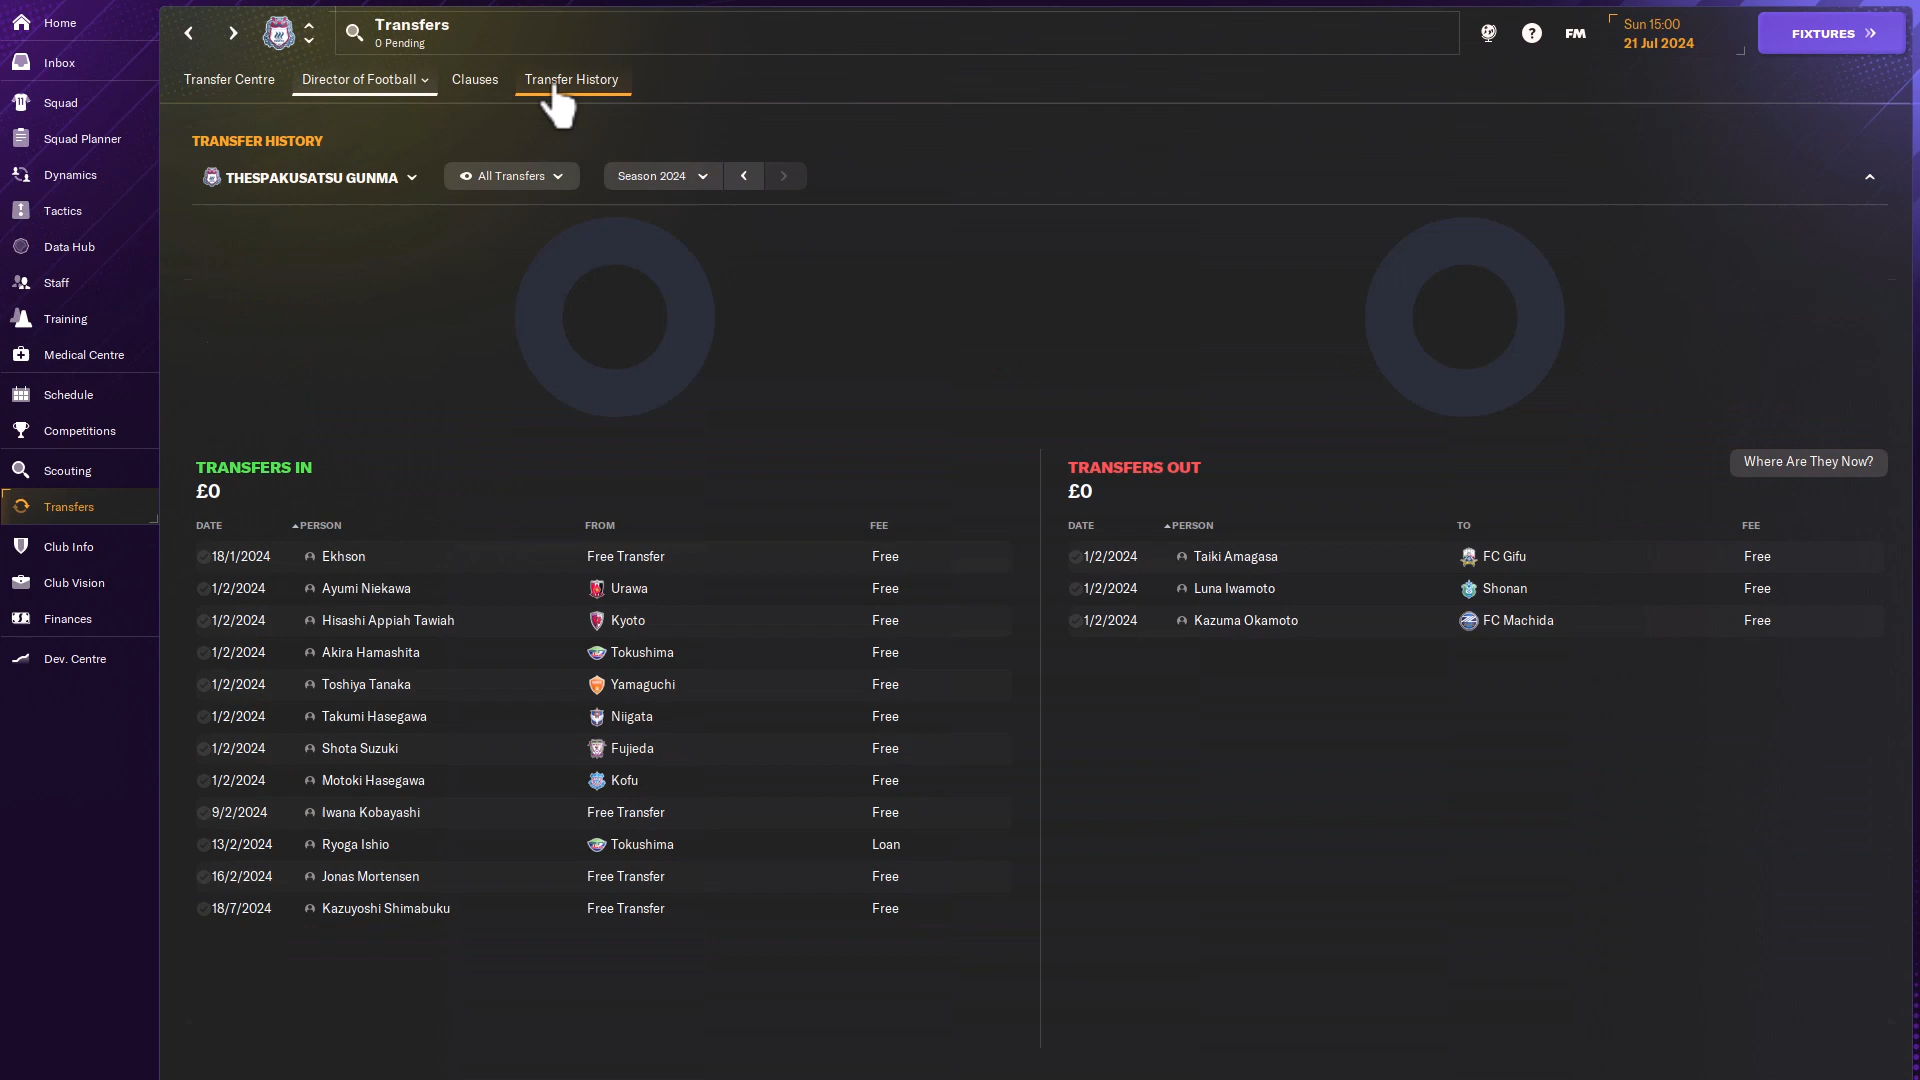 Home
Inbox
Squad
Squad Planner
Dynamics
Tactics
Data Hub
Staff
Training
Medical Centre
Schedule
Competitions
Scouting
Transfers
Club Info
Club Vision
Finances
Dev. Centre
Transfers
0 Pending
?
FM
Sun 15:00
21 Jul 2024
FIXTURES
Transfer Centre
Director of Football
Clauses
Transfer History
TRANSFER HISTORY
THESPAKUSATSU GUNMA
All Transfers
Season 2024
TRANSFERS IN
£0
DATE PERSON FROM FEE
18/1/2024 Ekhson Free Transfer Free
1/2/2024 Ayumi Niekawa Urawa Free
1/2/2024 Hisashi Appiah Tawiah Kyoto Free
1/2/2024 Akira Hamashita Tokushima Free
1/2/2024 Toshiya Tanaka Yamaguchi Free
1/2/2024 Takumi Hasegawa Niigata Free
1/2/2024 Shota Suzuki Fujieda Free
1/2/2024 Motoki Hasegawa Kofu Free
9/2/2024 Iwana Kobayashi Free Transfer Free
13/2/2024 Ryoga Ishio Tokushima Loan
16/2/2024 Jonas Mortensen Free Transfer Free
18/7/2024 Kazuyoshi Shimabuku Free Transfer Free
TRANSFERS OUT
£0
Where Are They Now?
DATE PERSON TO FEE
1/2/2024 Taiki Amagasa FC Gifu Free
1/2/2024 Luna Iwamoto Shonan Free
1/2/2024 Kazuma Okamoto FC Machida Free